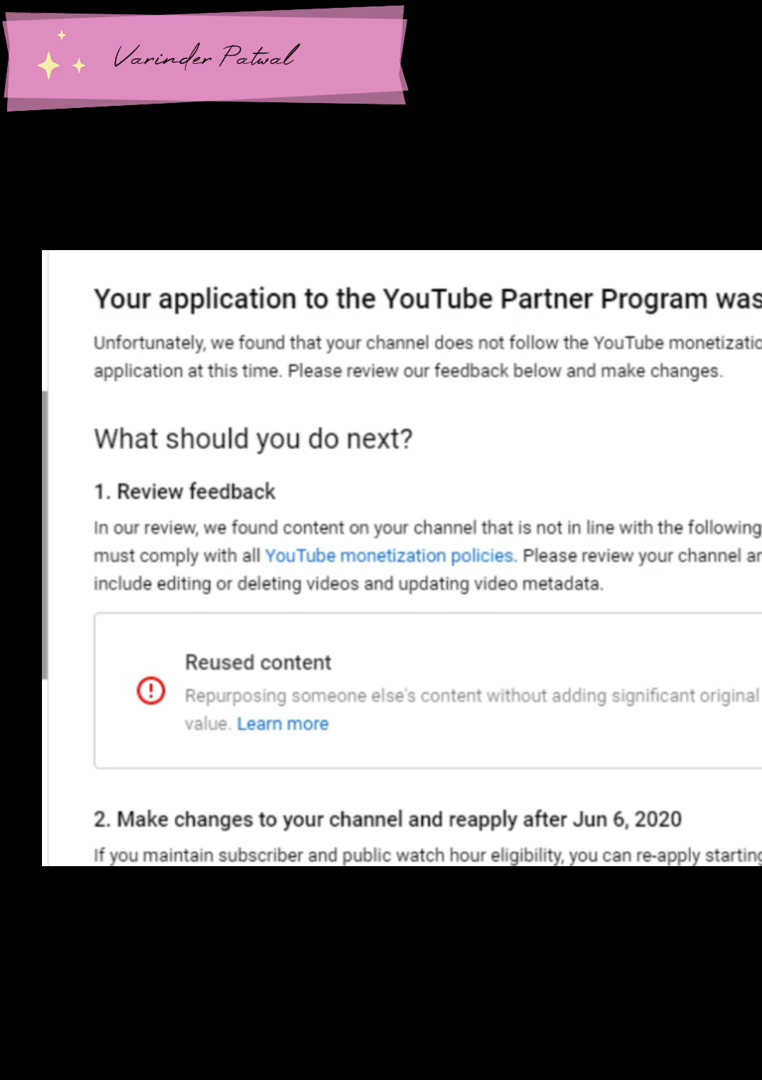 Varinder Patwal
Your application to the YouTube Partner Program was
Unfortunately, we found that your channel does not follow the YouTube
application at this time. Please review our feedback below and make changes.
What should you do next?
1. Review feedback
In our review, we found content on your channel that is not in line with the following
must comply with all YouTube monetization policies. Please review your channel
include editing or deleting videos and updating video metadata.
Reused content
Repurposing someone else's content without adding significant original
value. Learn more
2. Make changes to your channel and reapply after Jun 6, 2020
If you maintain subscriber and public watch hour eligibility, you can re-apply starting